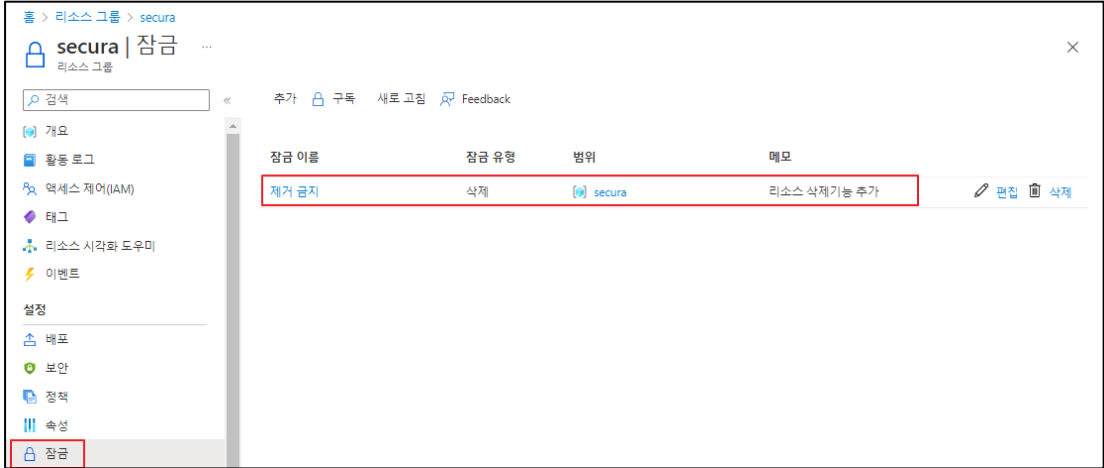 홈 > 리소스 그룹 > secura
secura | 잠금 ...
리소스 그룹
검색 «
추가 구독 새로 고침 Feedback
개요
활동 로그
액세스 제어(IAM)
태그
리소스 시각화 도우미
이벤트
설정
배포
보안
정책
속성
잠금
잠금 이름 잠금 유형 범위 메모
제거 금지 삭제 secura 리소스 삭제기능 추가 편집 삭제